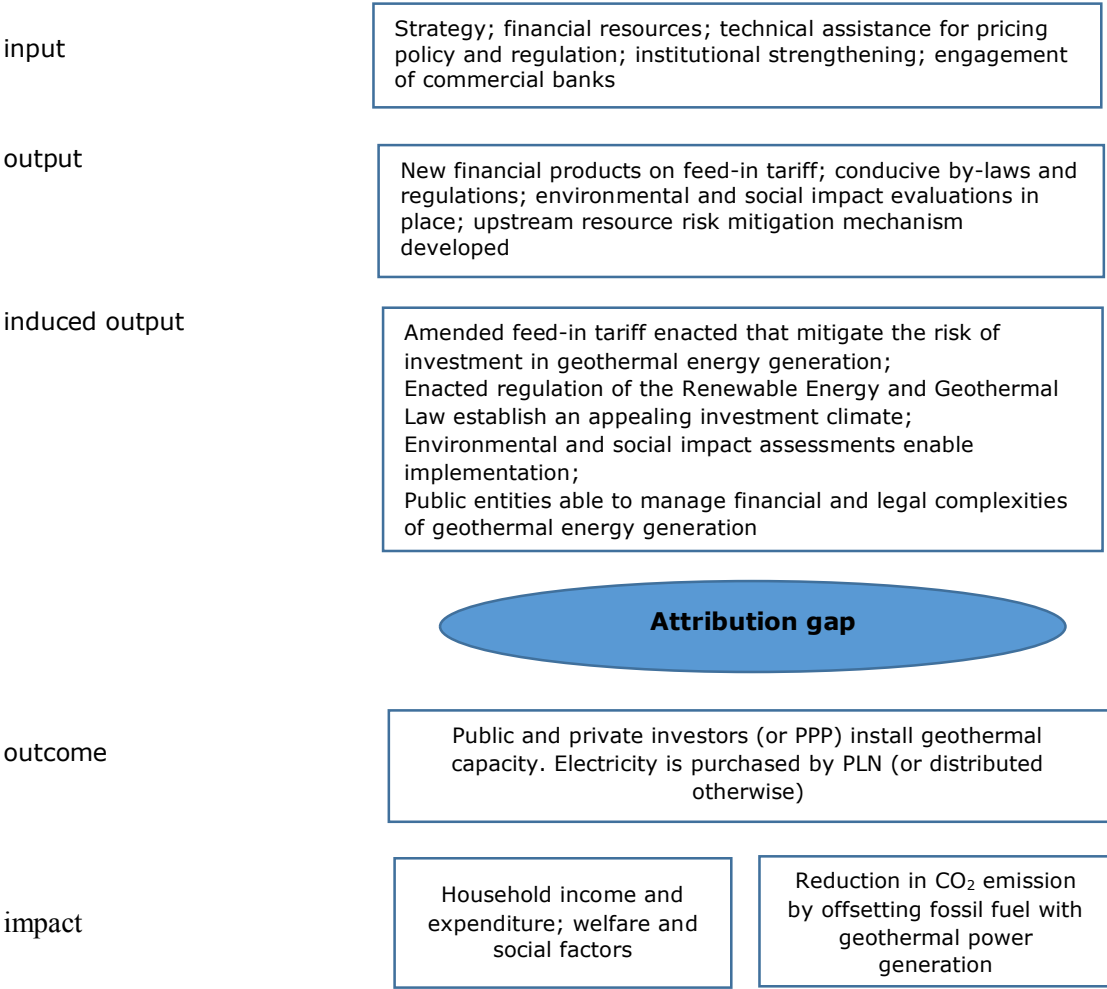 input
Strategy; financial resources; technical assistance for pricing
policy and regulation; institutional strengthening; engagement
of commercial banks
output
New financial products on feed-in tariff; conducive by-laws and
regulations; environmental and social impact evaluations in
place; upstream resource risk mitigation mechanism
developed
induced output
Amended feed-in tariff enacted that mitigate the risk of
investment in geothermal energy generation;
Enacted regulation of the Renewable Energy and Geothermal
Law establish an appealing investment climate;
Environmental and social impact assessments enable
implementation;
Public entities able to manage financial and legal complexities
of geothermal energy generation
Attribution gap
outcome
Public and private investors (or PPP) install geothermal
capacity. Electricity is purchased by PLN (or distributed
otherwise)
impact
Household income and
expenditure; welfare and
social factors
Reduction in CO₂ emission
by offsetting fossil fuel with
geothermal power
generation